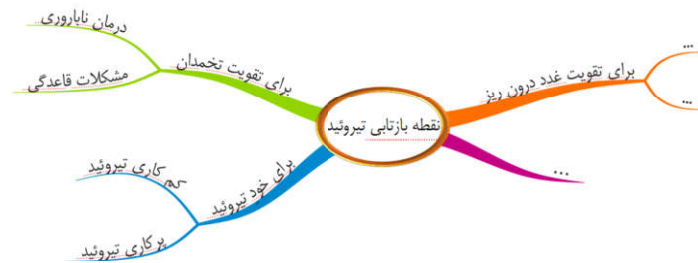 نقطه بازتابی تیروئید
برای تقویت غدد درون ریز
...
...
...
برای تقویت تخمدان
درمان ناباروری
مشکلات قاعدگی
برای خود تیروئید
کم کاری تیروئید
پرکاری تیروئید